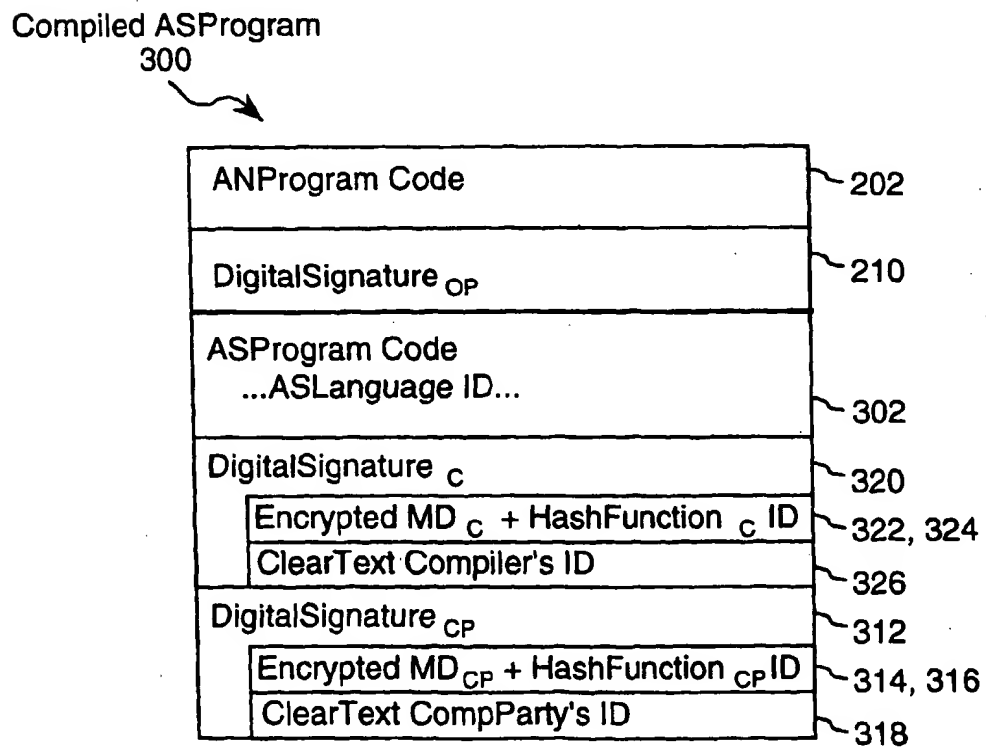 Compiled ASProgram
300
ANProgram Code
202
DigitalSignature OP
210
ASProgram Code
...ASLanguage ID...
302
DigitalSignature C
320
Encrypted MD C + HashFunction C ID
322, 324
ClearText Compiler's ID
326
DigitalSignature CP
312
Encrypted MD CP + HashFunction CP ID
314, 316
ClearText CompParty's ID
318